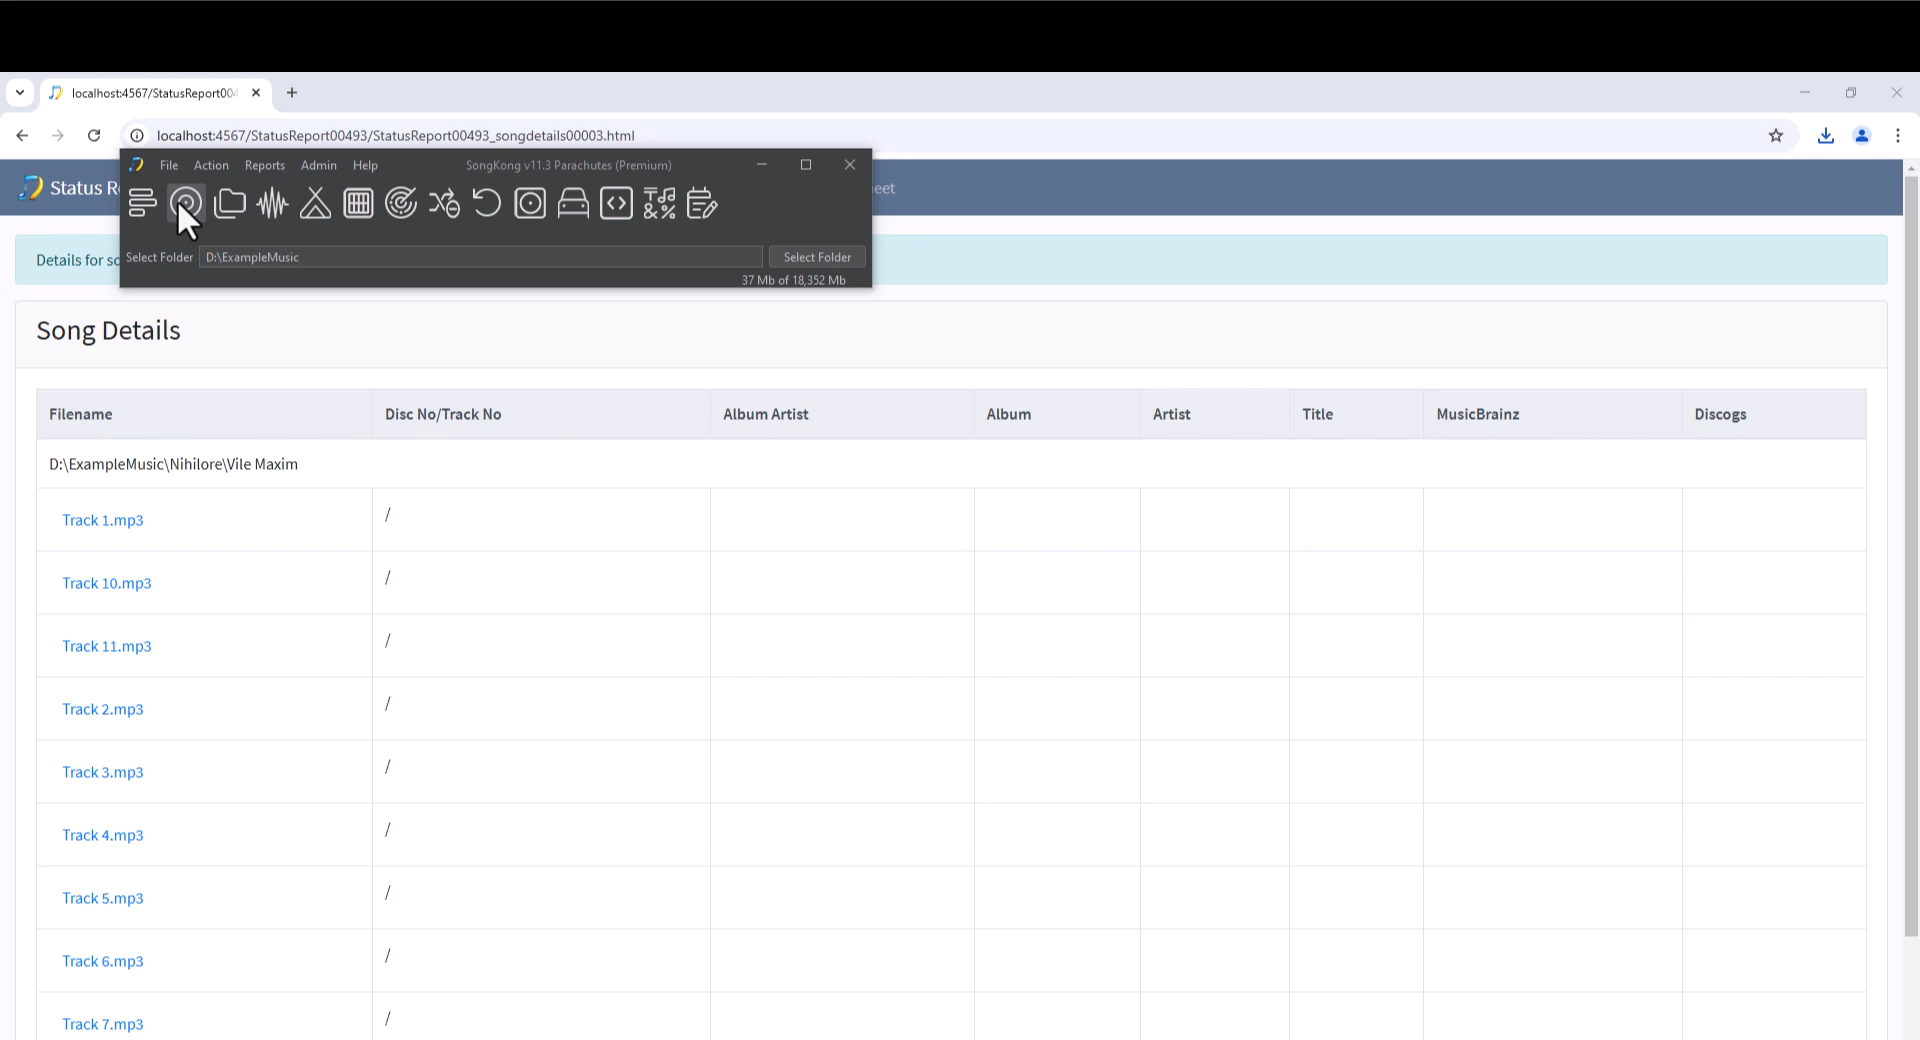 localhost:4567/StatusReport00
localhost:4567/StatusReport00493/StatusReport00493_songdetails00003.html
File Action Reports Admin Help SongKong v11.3 Parachutes (Premium)
Status R
eet
Details for so
Select Folder D:\ExampleMusic Select Folder
37 Mb of 18,352 Mb
Song Details
Filename Disc No/Track No Album Artist Album Artist Title MusicBrainz Discogs
D:\ExampleMusic\Nihilore\Vile Maxim
Track 1.mp3 /
Track 10.mp3 /
Track 11.mp3 /
Track 2.mp3 /
Track 3.mp3 /
Track 4.mp3 /
Track 5.mp3 /
Track 6.mp3 /
Track 7.mp3 /